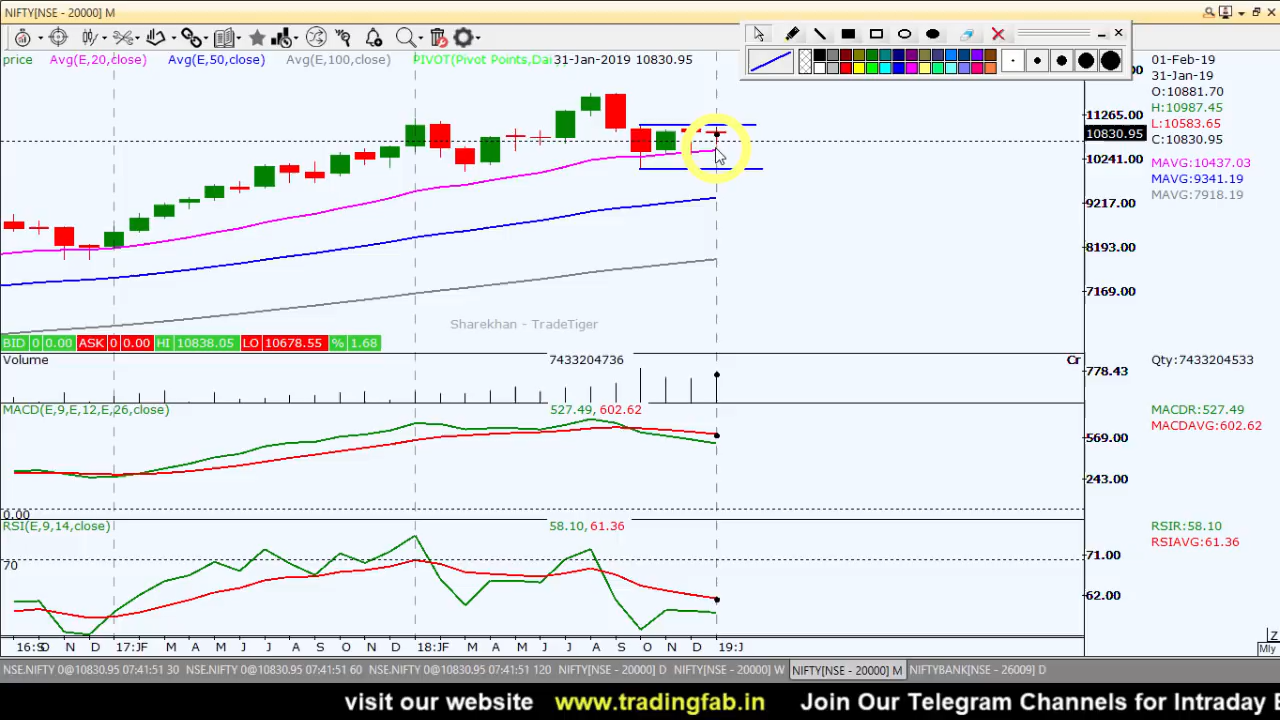 NIFTY[NSE - 20000] M
price Avg(E,20,close) Avg(E,50,close) Avg(E,100,close) PIVOT(Pivot Points,Dai 31-Jan-2019 10830.95
01-Feb-19
31-Jan-19
O:10881.70
H:10987.45
L:10583.65
C:10830.95
MAVG:10437.03
MAVG:9341.19
MAVG:7918.19
11265.00
10830.95
10241.00
9217.00
8193.00
7169.00
Sharekhan - TradeTiger
BID 0 0.00 ASK 0 0.00 HI 10838.05 LO 10678.55 % 1.68
Volume 7433204736 Cr Qty:7433204533
778.43
MACD(E,9,E,12,E,26,close) 527.49, 602.62 MACDR:527.49
MACDAVG:602.62
569.00
243.00
0.00
RSI(E,9,14,close) 58.10, 61.36 RSIR:58.10
RSIAVG:61.36
71.00
70
62.00
N D 17:JF M A M J J A S O N D 18:JF M A M J J A S O N D 19:J
Z
Mly
NSE.NIFTY 0@10830.95 07:41:51 30 NSE.NIFTY 0@10830.95 07:41:51 60 NSE.NIFTY 0@10830.95 07:41:51 120 NIFTY[NSE - 20000] D NIFTY[NSE - 20000] W NIFTY[NSE - 20000] M NIFTYBANK[NSE - 26009] D
visit our website www.tradingfab.in Join Our Telegram Channels for Intraday